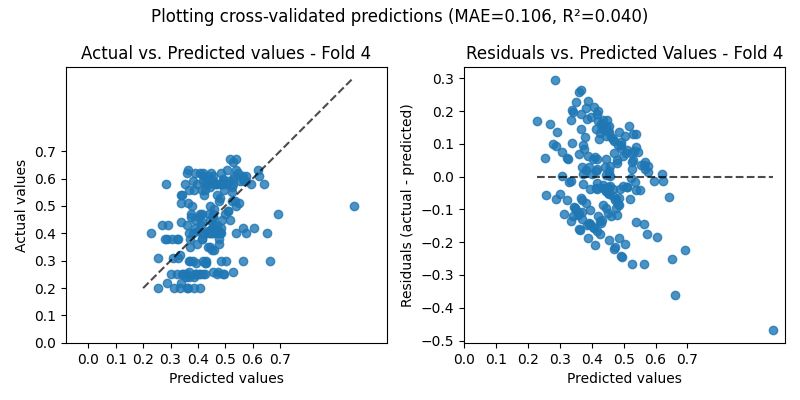 Plotting cross-validated predictions (MAE=0.106, R²=0.040)
Actual vs. Predicted values - Fold 4
Residuals vs. Predicted Values - Fold 4
Actual values
0.7
0.6
0.5
0.4
0.3
0.2
0.1
0.0
0.0 0.1 0.2 0.3 0.4 0.5 0.6 0.7
Predicted values
Residuals (actual - predicted)
0.3
0.2
0.1
0.0
−0.1
−0.2
−0.3
−0.4
−0.5
0.0 0.1 0.2 0.3 0.4 0.5 0.6 0.7
Predicted values